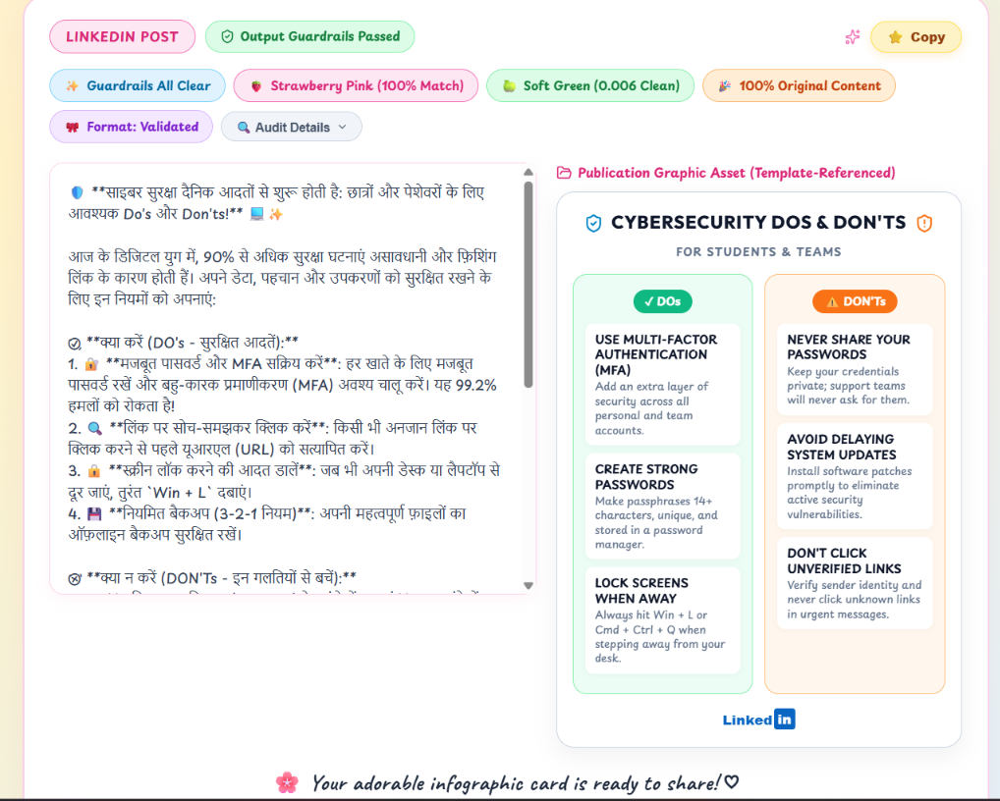 LINKEDIN POST
Output Guardrails Passed
Copy
Guardrails All Clear
Strawberry Pink (100% Match)
Soft Green (0.006 Clean)
100% Original Content
Format: Validated
Audit Details
🛡️ **साइबर सुरक्षा दैनिक आदतों से शुरू होती है: छात्रों और पेशेवरों के लिए
आवश्यक Do's और Don'ts!** 💻✨
आज के डिजिटल युग में, 90% से अधिक सुरक्षा घटनाएं असावधानी और फ़िशिंग
लिंक के कारण होती हैं। अपने डेटा, पहचान और उपकरणों को सुरक्षित रखने के
लिए इन नियमों को अपनाएं:
**क्या करें (DO's - सुरक्षित आदतें):**
1. 🔐 **मजबूत पासवर्ड और MFA सक्रिय करें**: हर खाते के लिए मजबूत
पासवर्ड रखें और बहु-कारक प्रमाणीकरण (MFA) अवश्य चालू करें। यह 99.2%
हमलों को रोकता है!
2. 🔍 **लिंक पर सोच-समझकर क्लिक करें**: किसी भी अनजान लिंक पर
क्लिक करने से पहले यूआरएल (URL) को सत्यापित करें।
3. 🔒 **स्क्रीन लॉक करने की आदत डालें**: जब भी अपनी डेस्क या लैपटॉप से
दूर जाएं, तुरंत `Win + L` दबाएं।
4. 💾 **नियमित बैकअप (3-2-1 नियम)**: अपनी महत्वपूर्ण फ़ाइलों का
ऑफ़लाइन बैकअप सुरक्षित रखें।
**क्या न करें (DON'Ts - इन गलतियों से बचें):**
Publication Graphic Asset (Template-Referenced)
CYBERSECURITY DOS & DON'TS
FOR STUDENTS & TEAMS
✓ DOs
USE MULTI-FACTOR
AUTHENTICATION
(MFA)
Add an extra layer of
security across all
personal and team
accounts.
CREATE STRONG
PASSWORDS
Make passphrases 14+
characters, unique, and
stored in a password
manager.
LOCK SCREENS
WHEN AWAY
Always hit Win + L or
Cmd + Ctrl + Q when
stepping away from your
desk.
⚠️ DON'Ts
NEVER SHARE YOUR
PASSWORDS
Keep your credentials
private; support teams
will never ask for them.
AVOID DELAYING
SYSTEM UPDATES
Install software patches
promptly to eliminate
active security
vulnerabilities.
DON'T CLICK
UNVERIFIED LINKS
Verify sender identity and
never click unknown links
in urgent messages.
Linked in
Your adorable infographic card is ready to share!♡